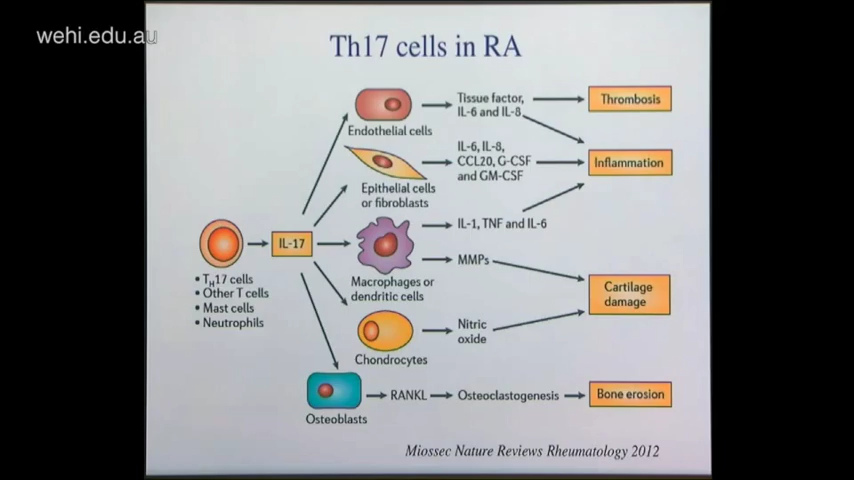 wehi.edu.au
Th17 cells in RA
Endothelial cells
Tissue factor,
IL-6 and IL-8
Thrombosis
Epithelial cells
or fibroblasts
IL-6, IL-8,
CCL20, G-CSF
and GM-CSF
Inflammation
IL-17
TH17 cells
Other T cells
Mast cells
Neutrophils
Macrophages or
dendritic cells
IL-1, TNF and IL-6
MMPs
Cartilage
damage
Chondrocytes
Nitric
oxide
Osteoblasts
RANKL
Osteoclastogenesis
Bone erosion
Miossec Nature Reviews Rheumatology 2012